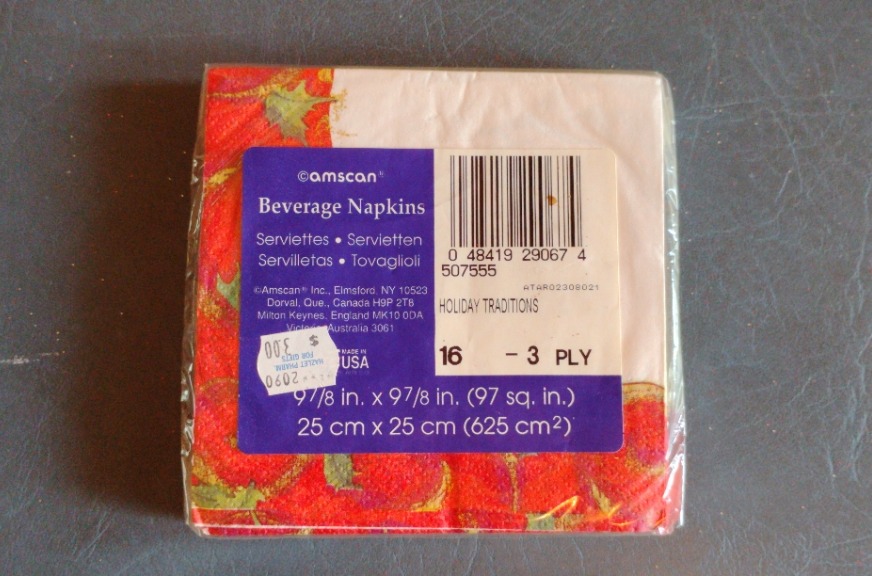 ©amscan®
Beverage Napkins
Serviettes • Servietten
Servilletas • Tovaglioli
©Amscan® Inc., Elmsford, NY 10523
Dorval, Que., Canada H9P 2T8
Milton Keynes, England MK10 0DA
Australia 3061
MADE IN
USA
$ 3.00
HAZLET PHARM.
FOR GIFTS
2090
0 48419 29067 4
507555
ATAR02308021
HOLIDAY TRADITIONS
16 - 3 PLY
9 7/8 in. x 9 7/8 in. (97 sq. in.)
25 cm x 25 cm (625 cm²)